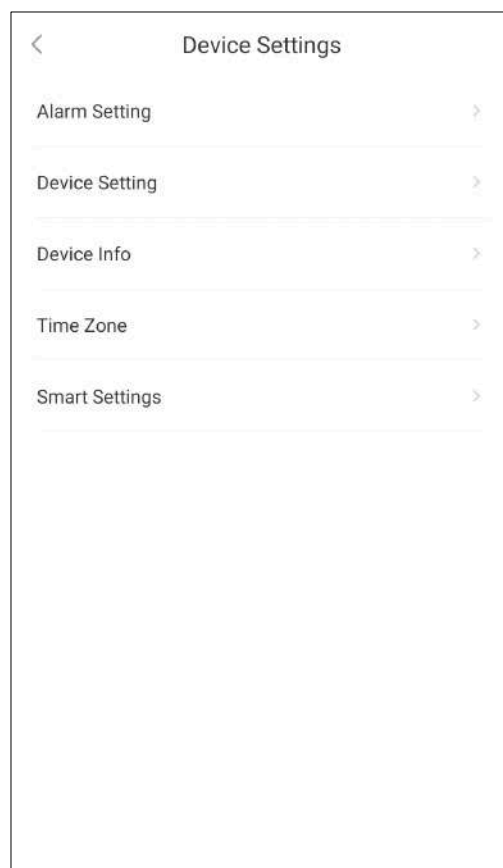 Device Settings
Alarm Setting
Device Setting
Device Info
Time Zone
Smart Settings